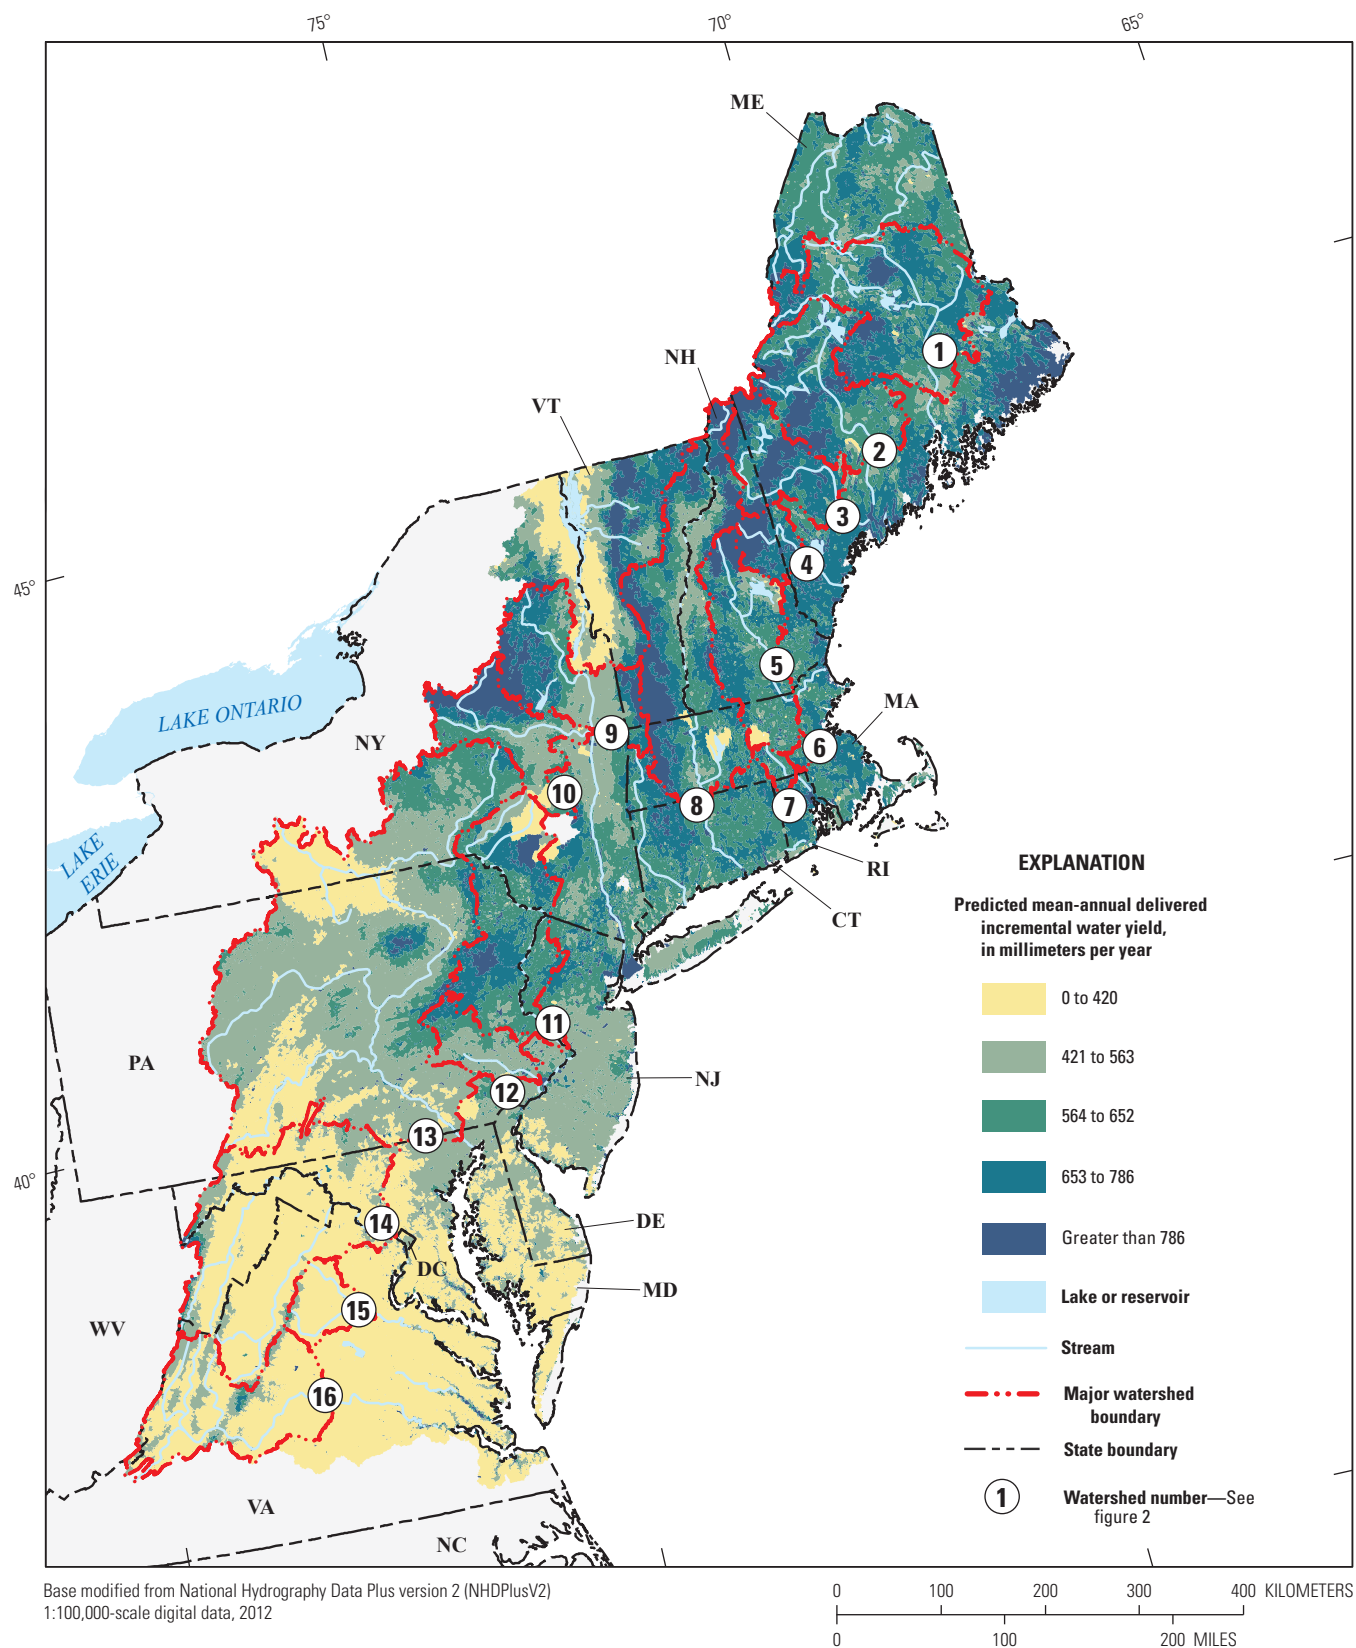 75°
70°
65°
ME
NH
VT
45°
LAKE ONTARIO
NY
MA
LAKE
ERIE
RI
CT
PA
NJ
40°
DE
DC
MD
WV
VA
NC
1
2
3
4
5
6
7
8
9
10
11
12
13
14
15
16
EXPLANATION
Predicted mean-annual delivered
incremental water yield,
in millimeters per year
0 to 420
421 to 563
564 to 652
653 to 786
Greater than 786
Lake or reservoir
Stream
Major watershed
boundary
State boundary
1 Watershed number—See
figure 2
Base modified from National Hydrography Data Plus version 2 (NHDPlusV2)
1:100,000-scale digital data, 2012
0 100 200 300 400 KILOMETERS
0 100 200 MILES